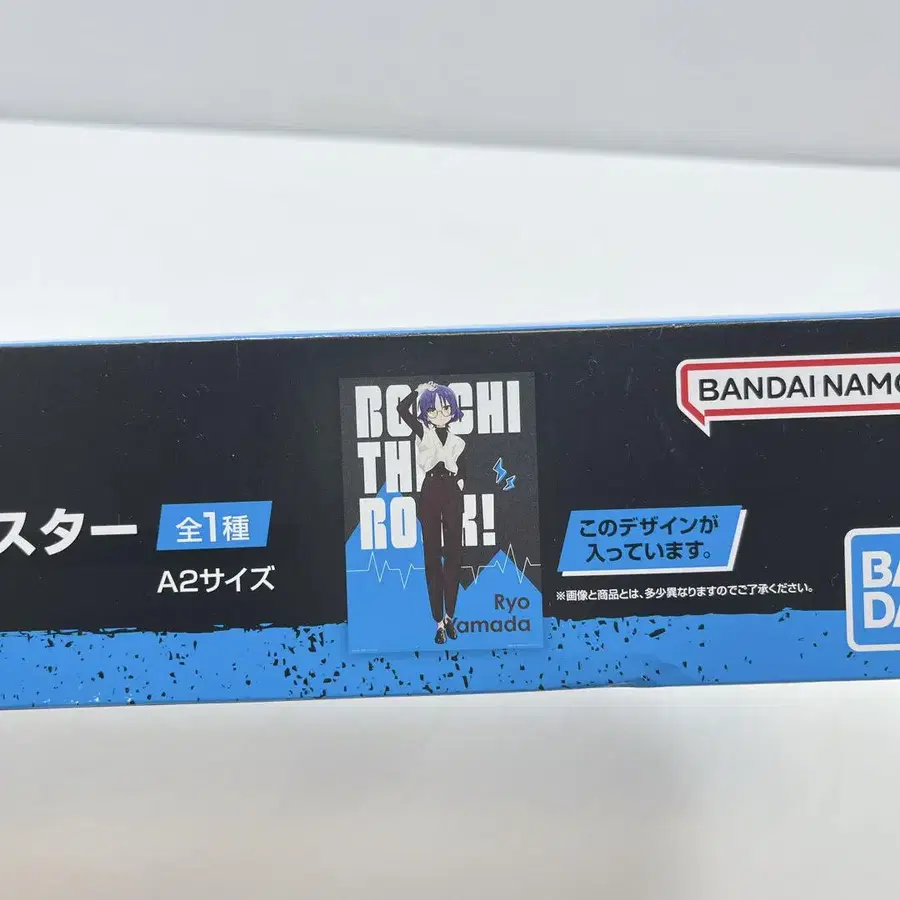 スター
全1種
A2サイズ
BOCCHI
THE
ROCK!
Ryo
Yamada
このデザインが
入っています。
※画像と商品とは、多少異なりますのでご了承ください。
BANDAI NAMCO
BA
DA